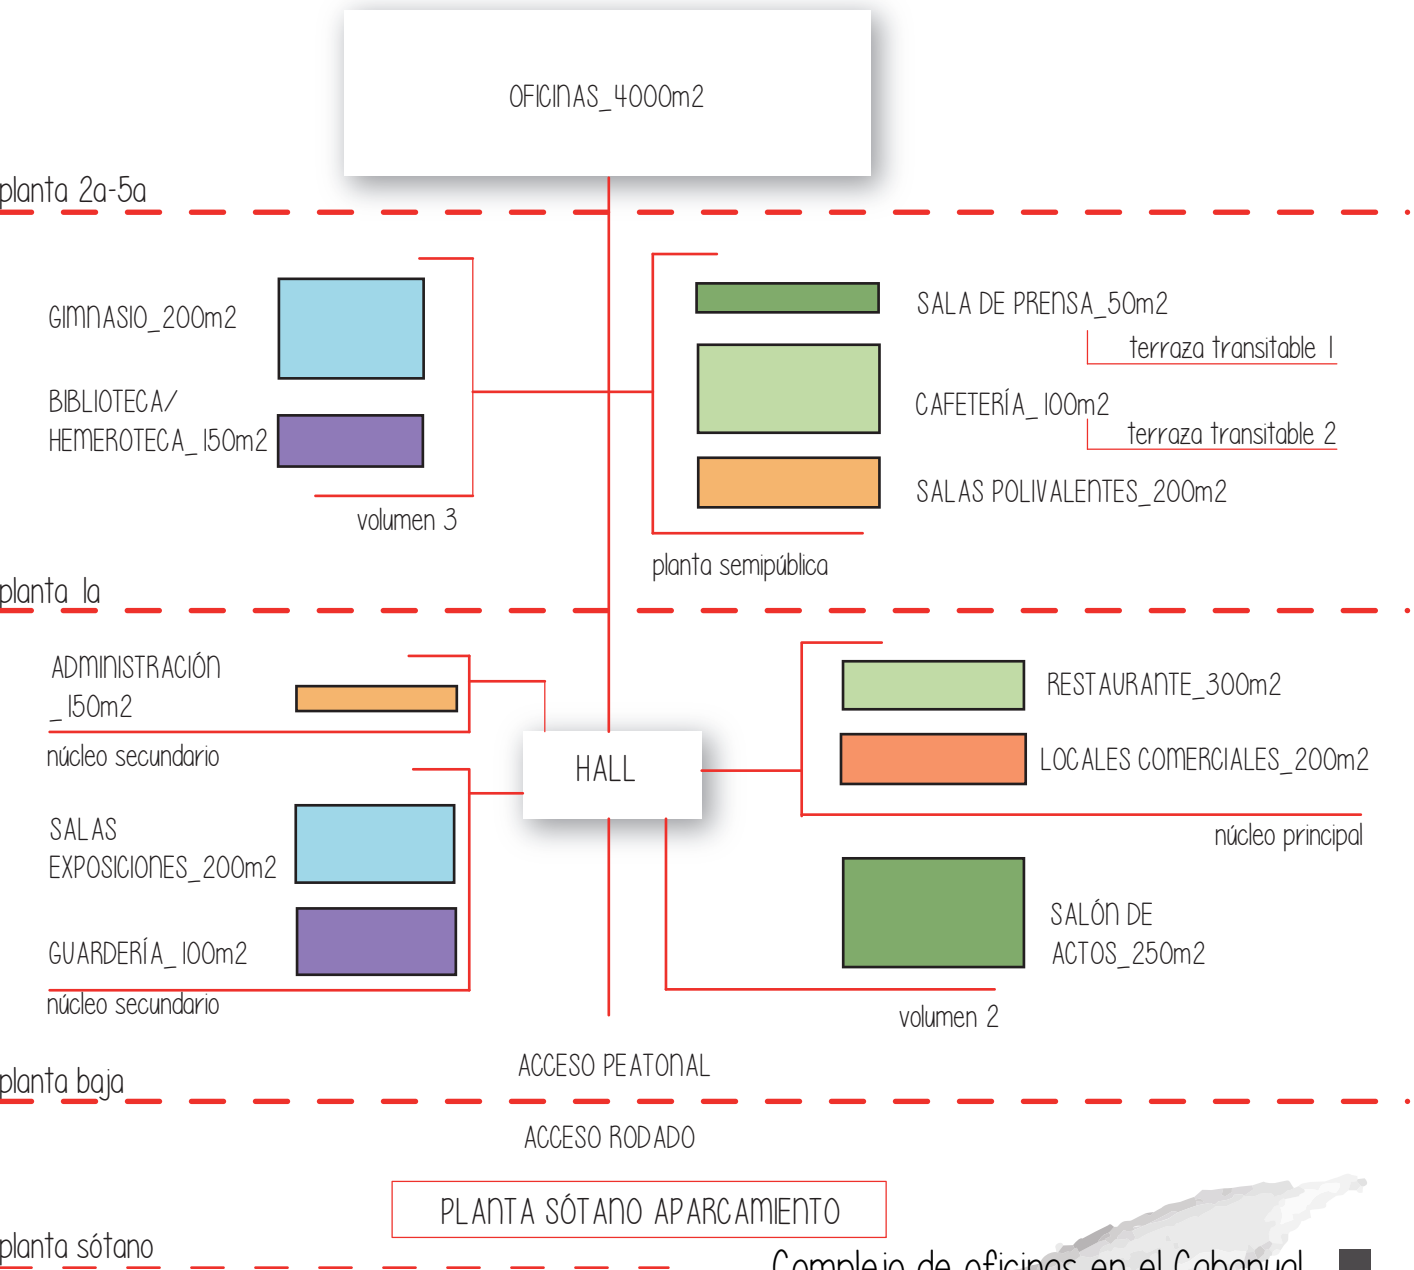 OFICINAS_4000m2
planta 2a-5a
GIMNASIO_200m2
BIBLIOTECA/
HEMEROTECA_150m2
volumen 3
SALA DE PRENSA_50m2
terraza transitable 1
CAFETERÍA_100m2
terraza transitable 2
SALAS POLIVALENTES_200m2
planta semipública
planta 1a
ADMINISTRACIÓN
_150m2
núcleo secundario
HALL
RESTAURANTE_300m2
LOCALES COMERCIALES_200m2
núcleo principal
SALAS
EXPOSICIONES_200m2
GUARDERÍA_100m2
núcleo secundario
SALÓN DE
ACTOS_250m2
volumen 2
ACCESO PEATONAL
planta baja
ACCESO RODADO
PLANTA SÓTANO APARCAMIENTO
planta sótano
Complejo de oficinas en el Cabanyal